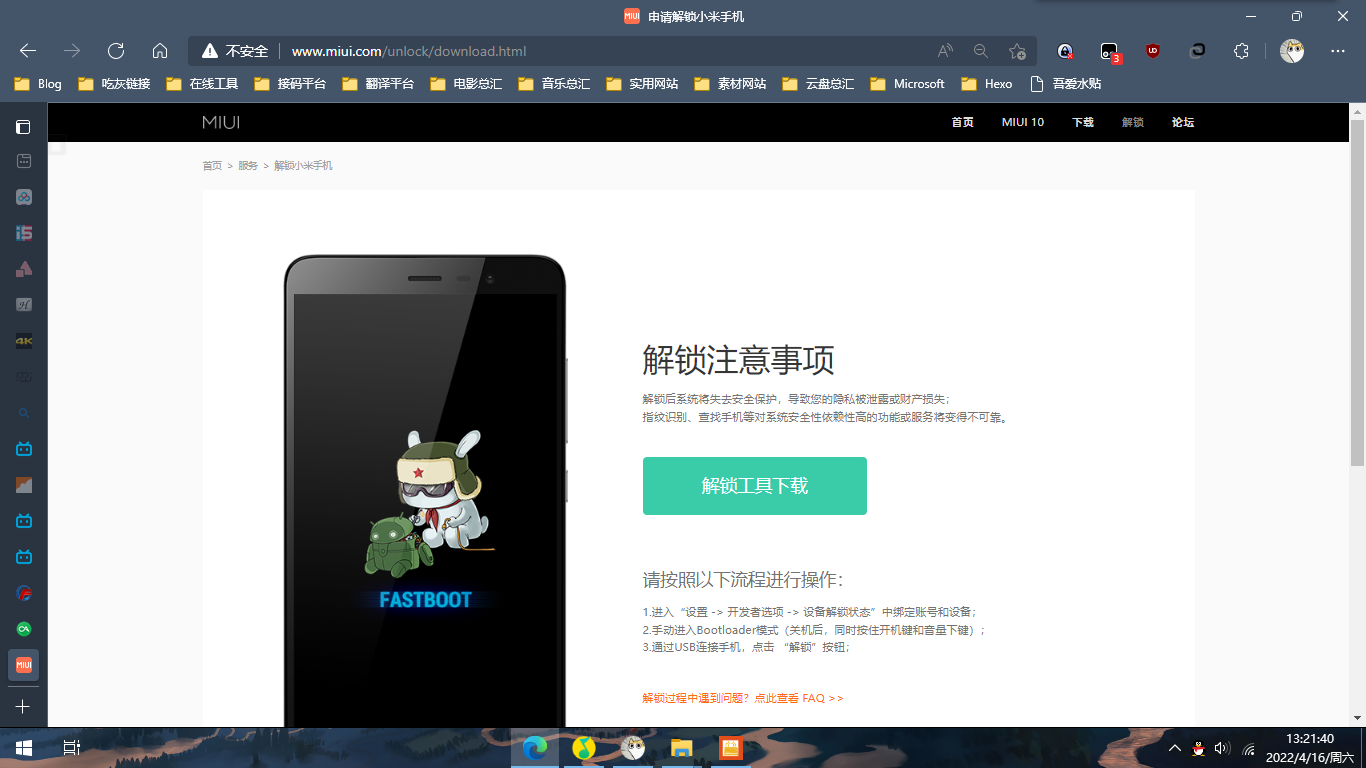 MIUI 申请解锁小米手机
不安全 www.miui.com/unlock/download.html
3
Blog 吃灰链接 在线工具 接码平台 翻译平台 电影总汇 音乐总汇 实用网站 素材网站 云盘总汇 Microsoft Hexo 吾爱水贴
MIUI 首页 MIUI 10 下载 解锁 论坛
首页 > 服务 > 解锁小米手机
4K
解锁注意事项
解锁后系统将失去安全保护，导致您的隐私被泄露或财产损失；
指纹识别、查找手机等对系统安全性依赖性高的功能或服务将变得不可靠。
解锁工具下载
FASTBOOT
请按照以下流程进行操作：
1.进入“设置 -> 开发者选项 -> 设备解锁状态”中绑定账号和设备；
2.手动进入Bootloader模式（关机后，同时按住开机键和音量下键）；
3.通过USB连接手机，点击 “解锁”按钮；
MIUI
解锁过程中遇到问题？点此查看 FAQ >>
13:21:40
2022/4/16/周六